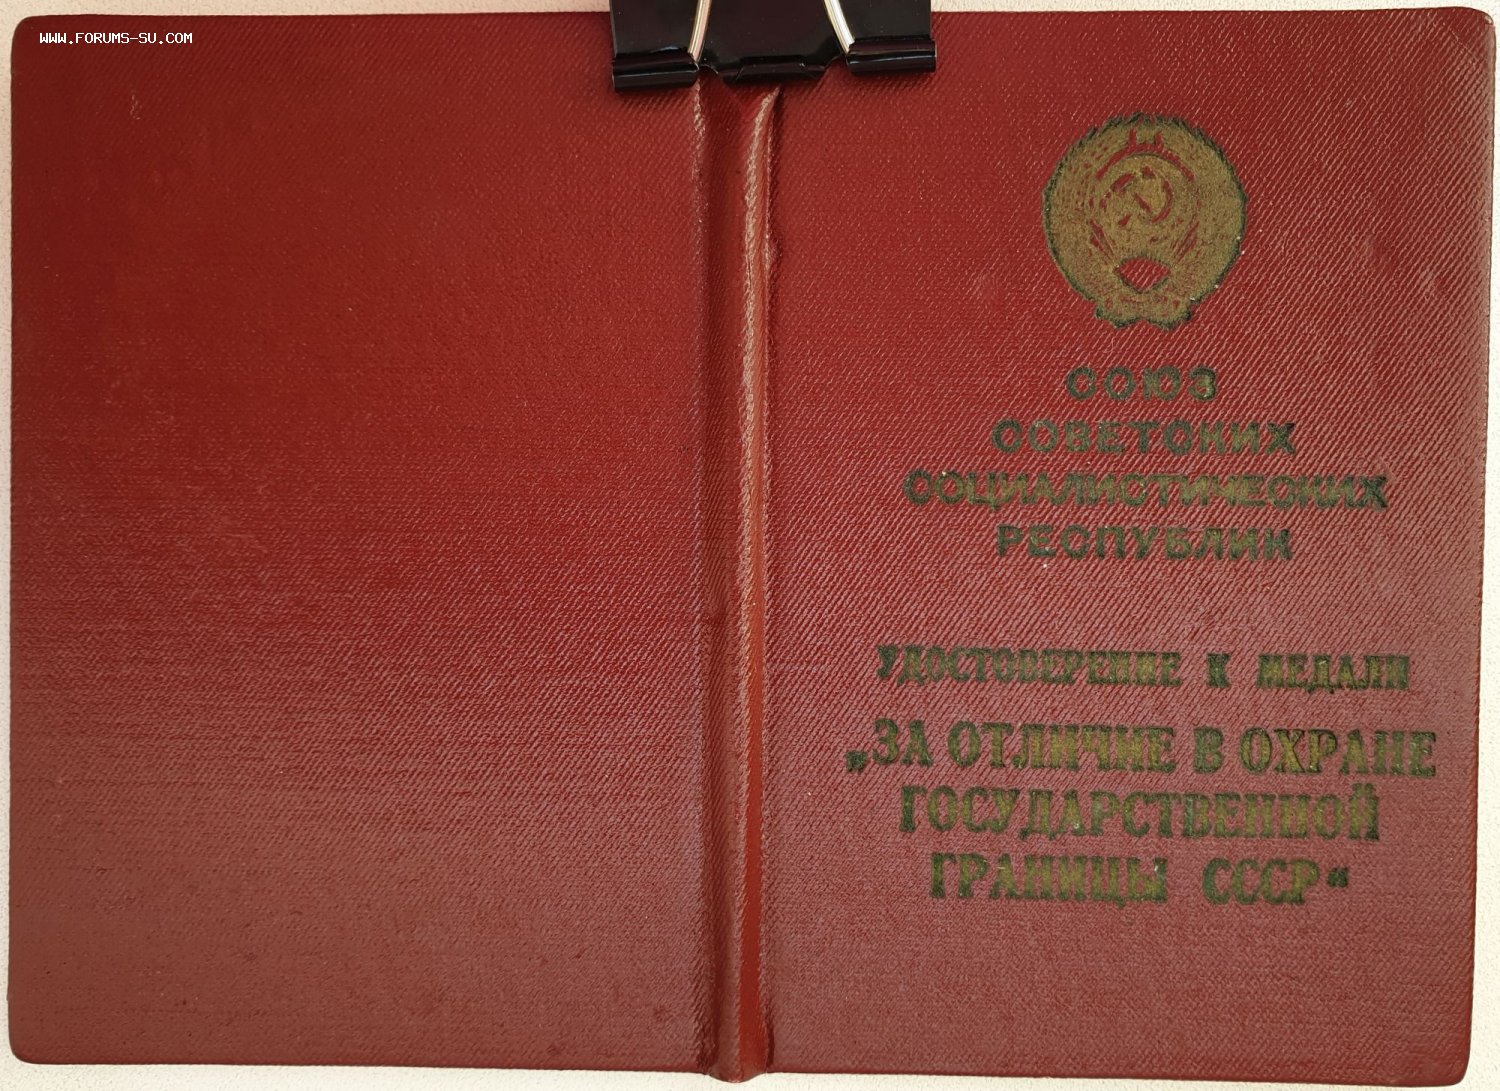 WWW.FORUMS-SU.COM
СОЮЗ
СОВЕТСКИХ
СОЦИАЛИСТИЧЕСКИХ
РЕСПУБЛИК
УДОСТОВЕРЕНИЕ К МЕДАЛИ
„ЗА ОТЛИЧИЕ В ОХРАНЕ
ГОСУДАРСТВЕННОЙ
ГРАНИЦЫ СССР“